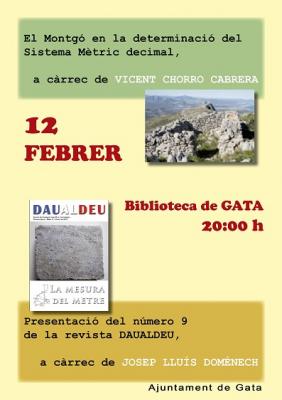 El Montgó en la determinació del
Sistema Mètric decimal,
a càrrec de VICENT CHORRO CABRERA
12
FEBRER
Biblioteca de GATA
20:00 h
DAUALDEU
LA MESURA
DEL METRE
Presentació del número 9
de la revista DAUALDEU,
a càrrec de JOSEP LLUÍS DOMÈNECH
Ajuntament de Gata